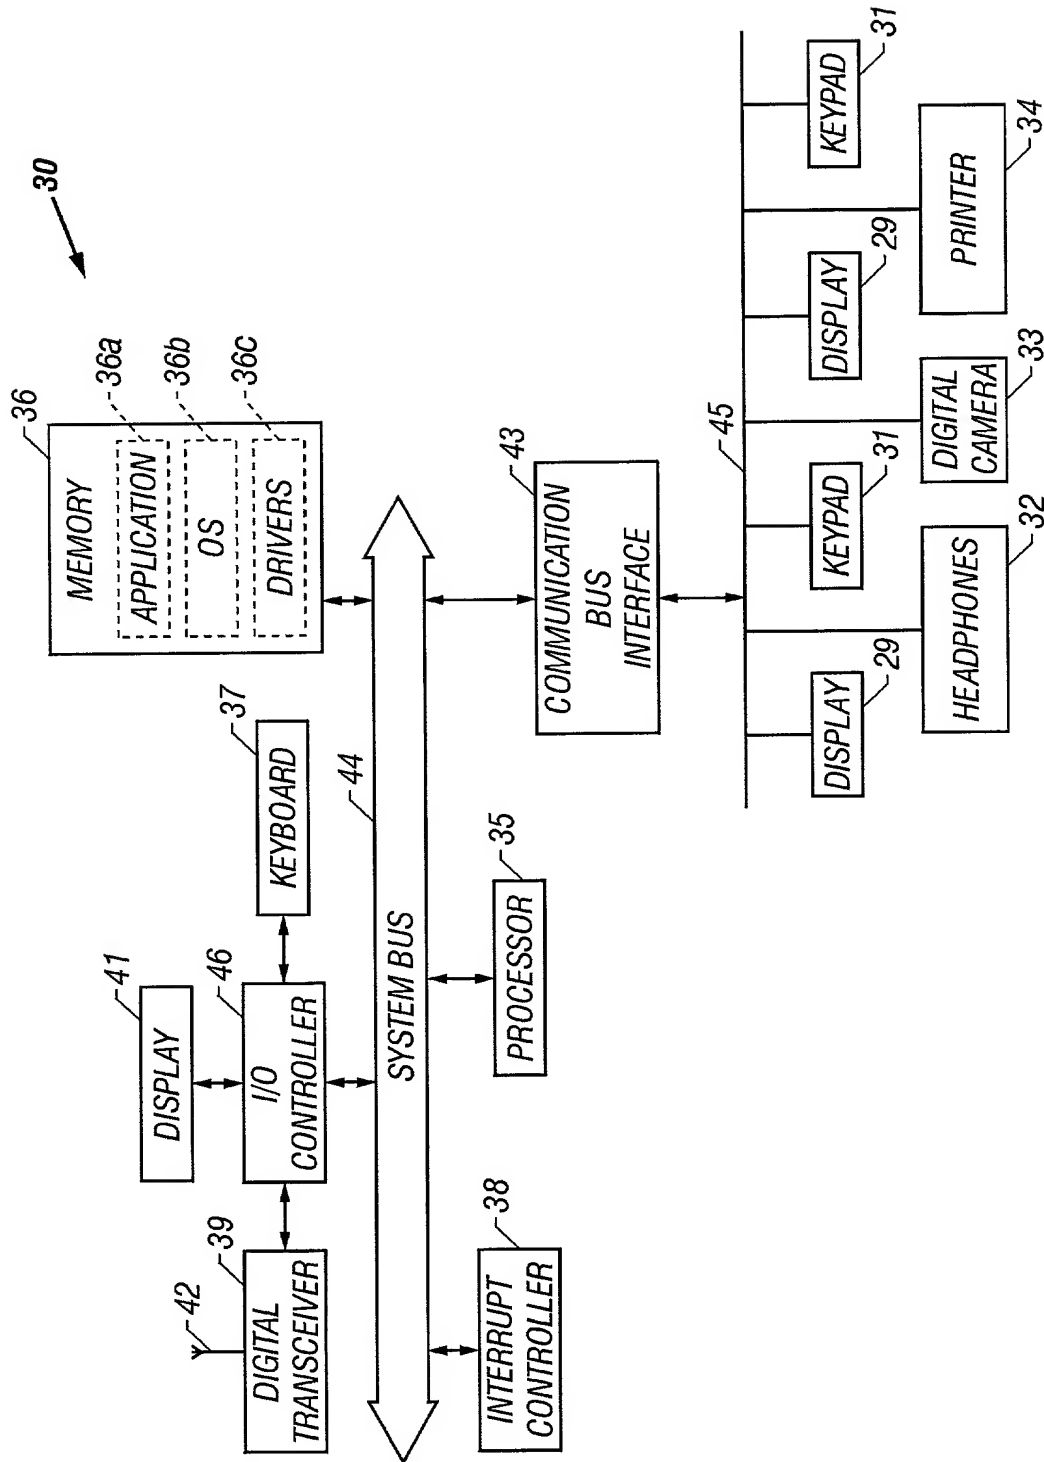 30
36
MEMORY
APPLICATION
36a
OS
36b
DRIVERS
36c
DISPLAY
41
42
39
DIGITAL
TRANSCEIVER
46
I/O
CONTROLLER
37
KEYBOARD
44
SYSTEM BUS
38
INTERRUPT
CONTROLLER
35
PROCESSOR
43
COMMUNICATION
BUS
INTERFACE
45
DISPLAY
29
KEYPAD
31
DISPLAY
29
KEYPAD
31
HEADPHONES
32
DIGITAL
CAMERA
33
PRINTER
34